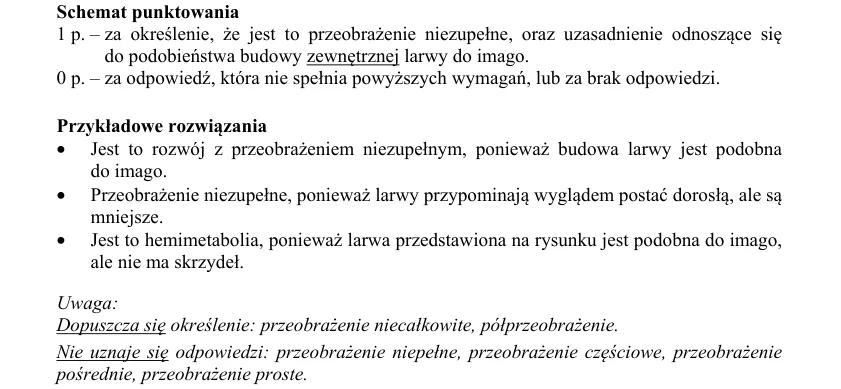 Schemat punktowania
1 p. – za określenie, że jest to przeobrażenie niezupełne, oraz uzasadnienie odnoszące się
do podobieństwa budowy zewnętrznej larwy do imago.
0 p. – za odpowiedź, która nie spełnia powyższych wymagań, lub za brak odpowiedzi.
Przykładowe rozwiązania
• Jest to rozwój z przeobrażeniem niezupełnym, ponieważ budowa larwy jest podobna
do imago.
• Przeobrażenie niezupełne, ponieważ larwy przypominają wyglądem postać dorosłą, ale są
mniejsze.
• Jest to hemimetabolia, ponieważ larwa przedstawiona na rysunku jest podobna do imago,
ale nie ma skrzydeł.
Uwaga:
Dopuszcza się określenie: przeobrażenie niecałkowite, półprzeobrażenie.
Nie uznaje się odpowiedzi: przeobrażenie niepełne, przeobrażenie częściowe, przeobrażenie
pośrednie, przeobrażenie proste.